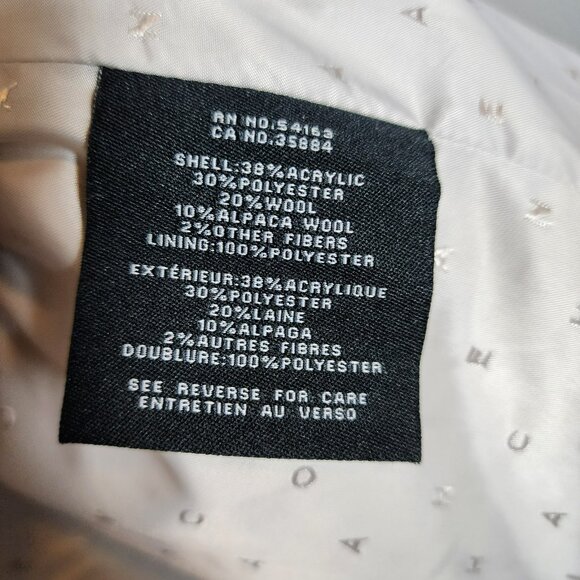 RN NO.54163
CA NO.35884
SHELL:38%ACRYLIC
30%POLYESTER
20%WOOL
10%ALPACA WOOL
2%OTHER FIBERS
LINING:100%POLYESTER
EXTÉRIEUR:38%ACRYLIQUE
30%POLYESTER
20%LAINE
10%ALPAGA
2%AUTRES FIBRES
DOUBLURE:100%POLYESTER
SEE REVERSE FOR CARE
ENTRETIEN AU VERSO